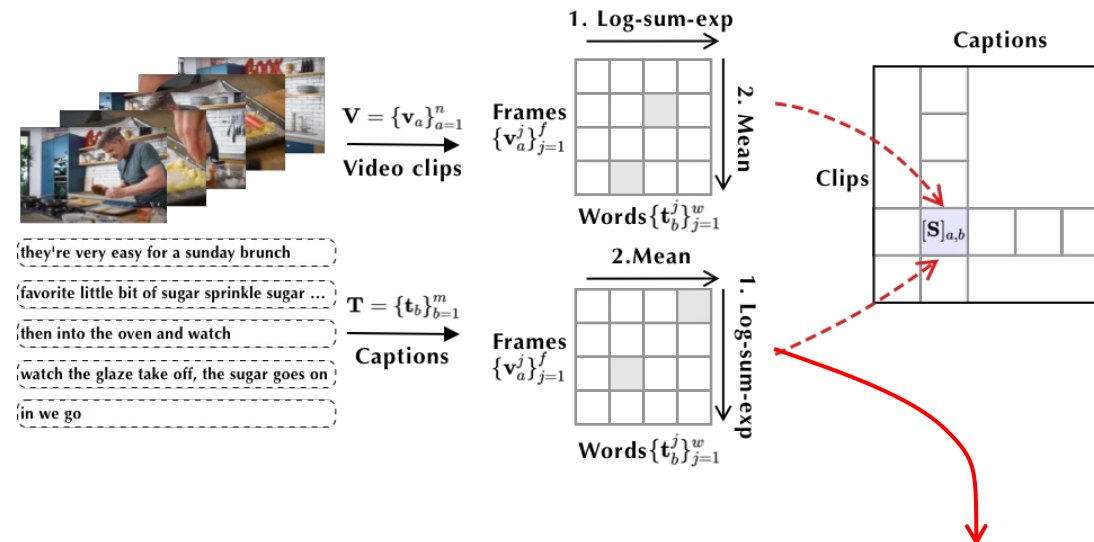 they're very easy for a sunday brunch
favorite little bit of sugar sprinkle sugar ...
then into the oven and watch
watch the glaze take off, the sugar goes on
in we go
V = {v_a}_{a=1}^n
Video clips
T = {t_b}_{b=1}^m
Captions
1. Log-sum-exp
2. Mean
Frames
{v_a^j}_{j=1}^f
Words{t_b^j}_{j=1}^w
2.Mean
1. Log-sum-exp
Frames
{v_a^j}_{j=1}^f
Words{t_b^j}_{j=1}^w
Captions
Clips
[S]_{a,b}